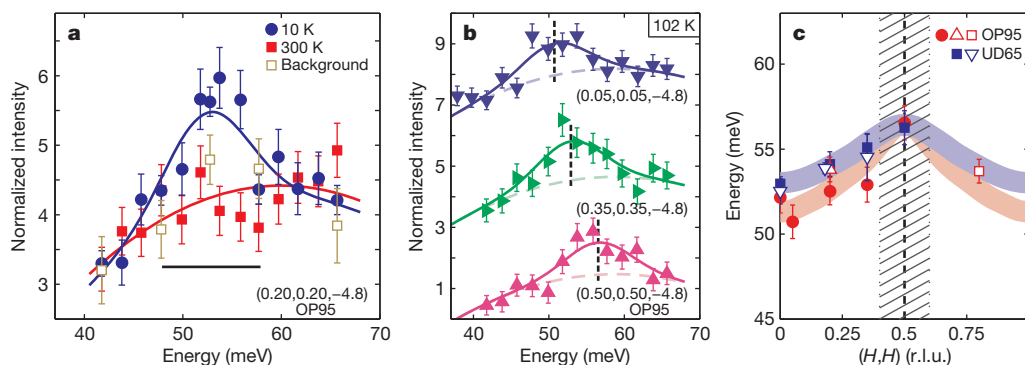 a
10 K
300 K
Background
6
5
4
3
Normalized intensity
(0.20,0.20,−4.8)
OP95
40
50
60
70
Energy (meV)
b
102 K
9
7
5
3
1
Normalized intensity
(0.05,0.05,−4.8)
(0.35,0.35,−4.8)
(0.50,0.50,−4.8)
OP95
40
50
60
70
Energy (meV)
c
OP95
UD65
60
55
50
45
Energy (meV)
0
0.25
0.5
0.75
(H,H) (r.l.u.)